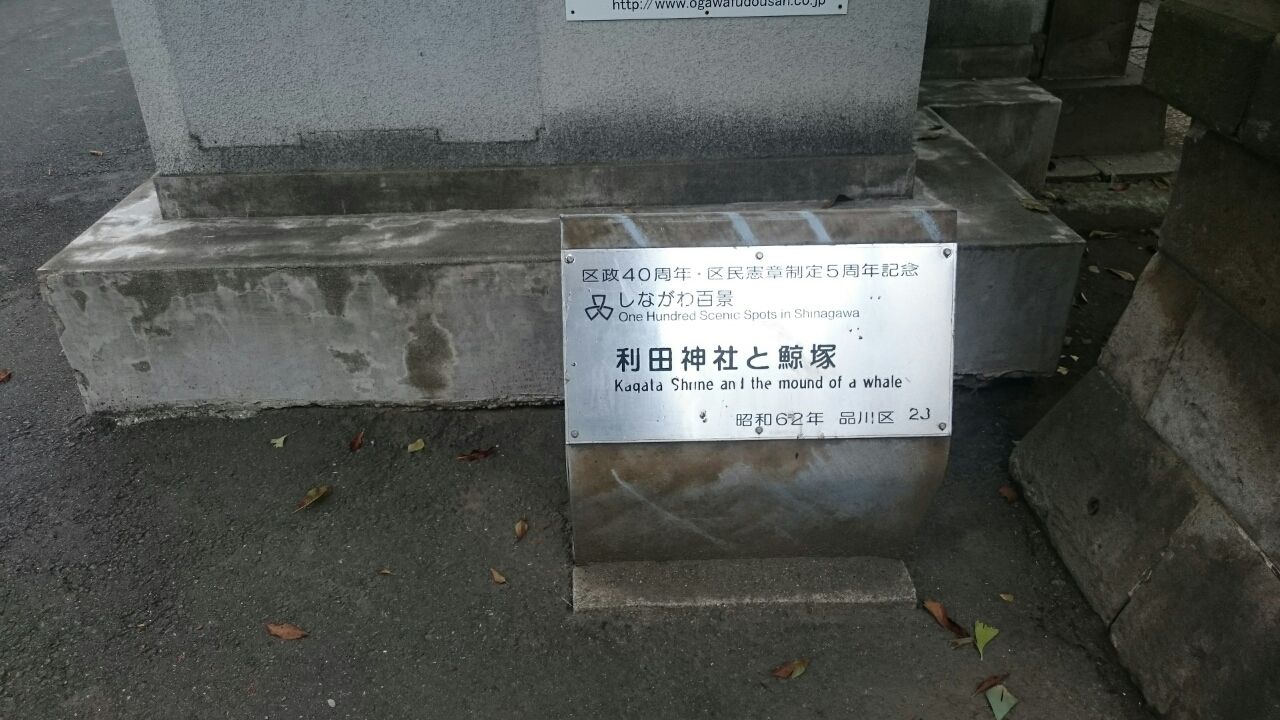 http://www.ogawafudousan.co.jp
区政40周年・区民憲章制定5周年記念
しながわ百景
One Hundred Scenic Spots in Shinagawa
利田神社と鯨塚
Kagata Shrine and the mound of a whale
昭和62年 品川区 23